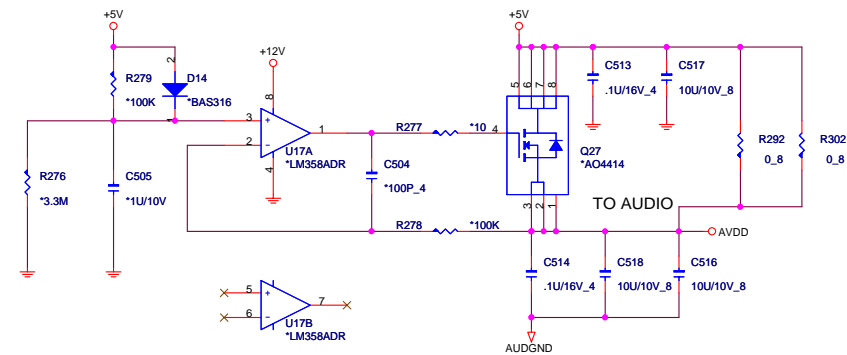 +5V
+5V
+12V
2
R279
*100K
D14
*BAS316
1
8
3
2
1
4
U17A
*LM358ADR
R277
*10
4
5
6
7
8
C513
.1U/16V_4
C517
10U/10V_8
R292
0_8
R302
0_8
Q27
*AO4414
C504
*100P_4
R276
*3.3M
C505
*1U/10V
3
2
1
TO AUDIO
R278
*100K
AVDD
C514
.1U/16V_4
C518
10U/10V_8
C516
10U/10V_8
5
6
7
U17B
*LM358ADR
AUDGND